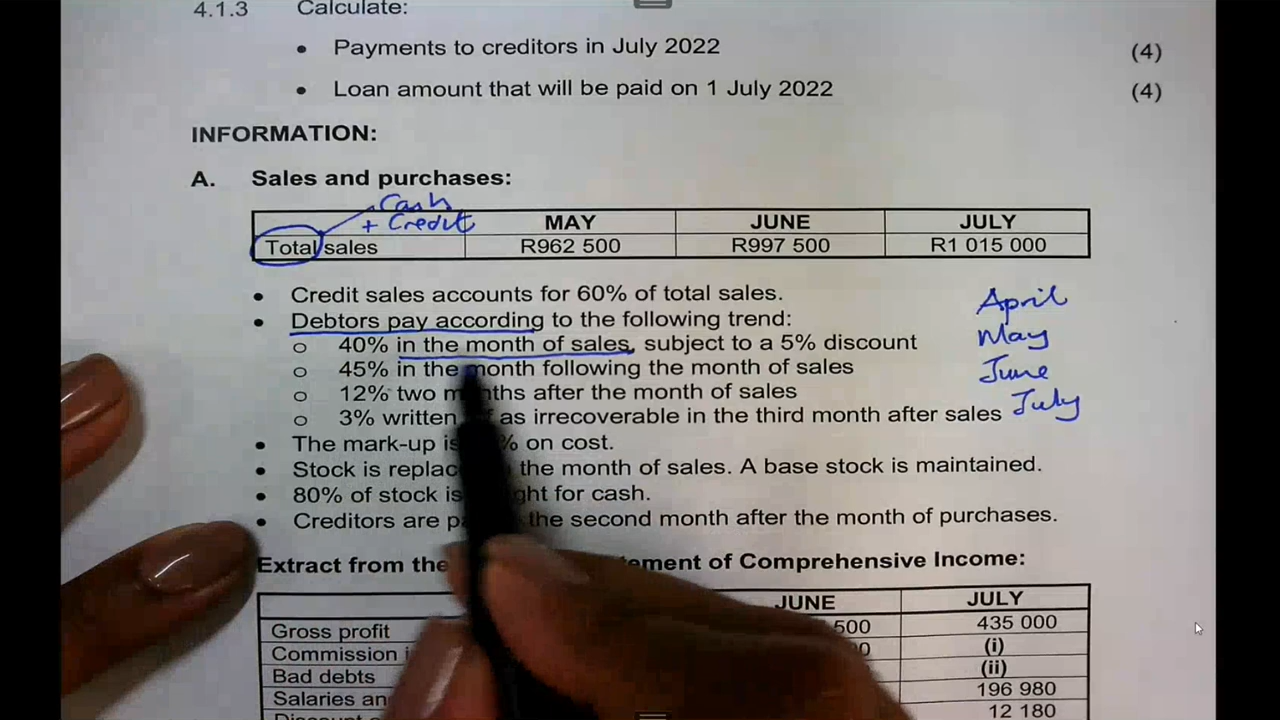 4.1.3 Calculate:
• Payments to creditors in July 2022 (4)
• Loan amount that will be paid on 1 July 2022 (4)
INFORMATION:
A. Sales and purchases:
Cash
+ Credit MAY JUNE JULY
Total sales R962 500 R997 500 R1 015 000
• Credit sales accounts for 60% of total sales.
April
• Debtors pay according to the following trend:
o 40% in the month of sales, subject to a 5% discount
May
o 45% in the month following the month of sales
June
o 12% two months after the month of sales
July
o 3% written as irrecoverable in the third month after sales
• The mark-up is % on cost.
• Stock is the month of sales. A base stock is maintained.
• 80% of stock is for cash.
• Creditors are the second month after the month of purchases.
Extract from the of Comprehensive Income:
JUNE JULY
Gross profit 500 435 000
Commission (i)
Bad debts (ii)
Salaries 196 980
12 180